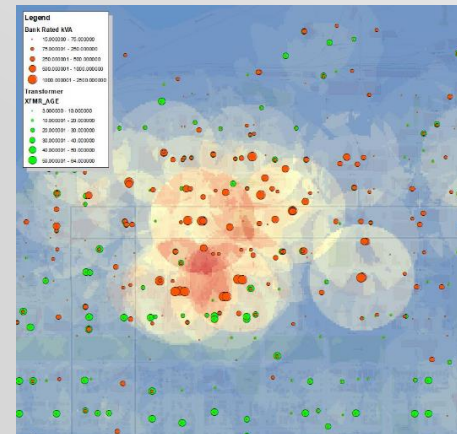 Legend
Bank Rated kVA
10.000000 - 75.000000
75.000001 - 250.000000
250.000001 - 500.000000
500.000001 - 1000.000000
1000.000001 - 2500.000000
Transformer
XFMR_AGE
0.000000 - 10.000000
10.000001 - 20.000000
20.000001 - 30.000000
30.000001 - 40.000000
40.000001 - 50.000000
50.000001 - 64.000000